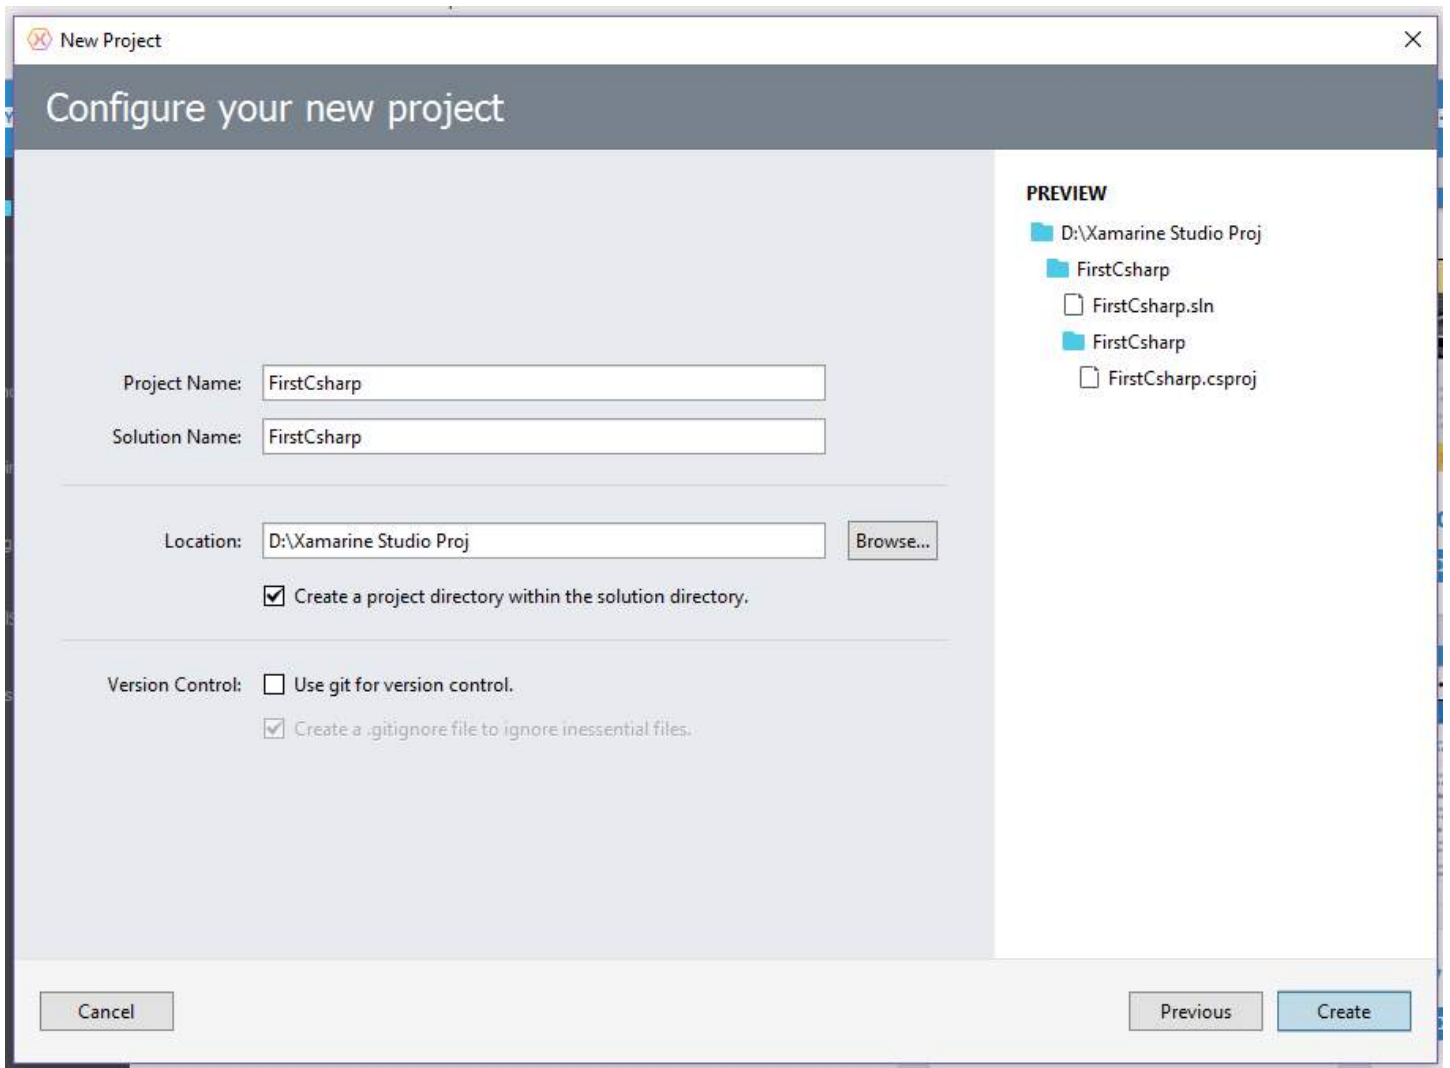 New Project
Configure your new project
Project Name: FirstCsharp
Solution Name: FirstCsharp
Location: D:\Xamarine Studio Proj Browse...
Create a project directory within the solution directory.
Version Control: Use git for version control.
Create a .gitignore file to ignore inessential files.
PREVIEW
D:\Xamarine Studio Proj
FirstCsharp
FirstCsharp.sln
FirstCsharp
FirstCsharp.csproj
Cancel Previous Create